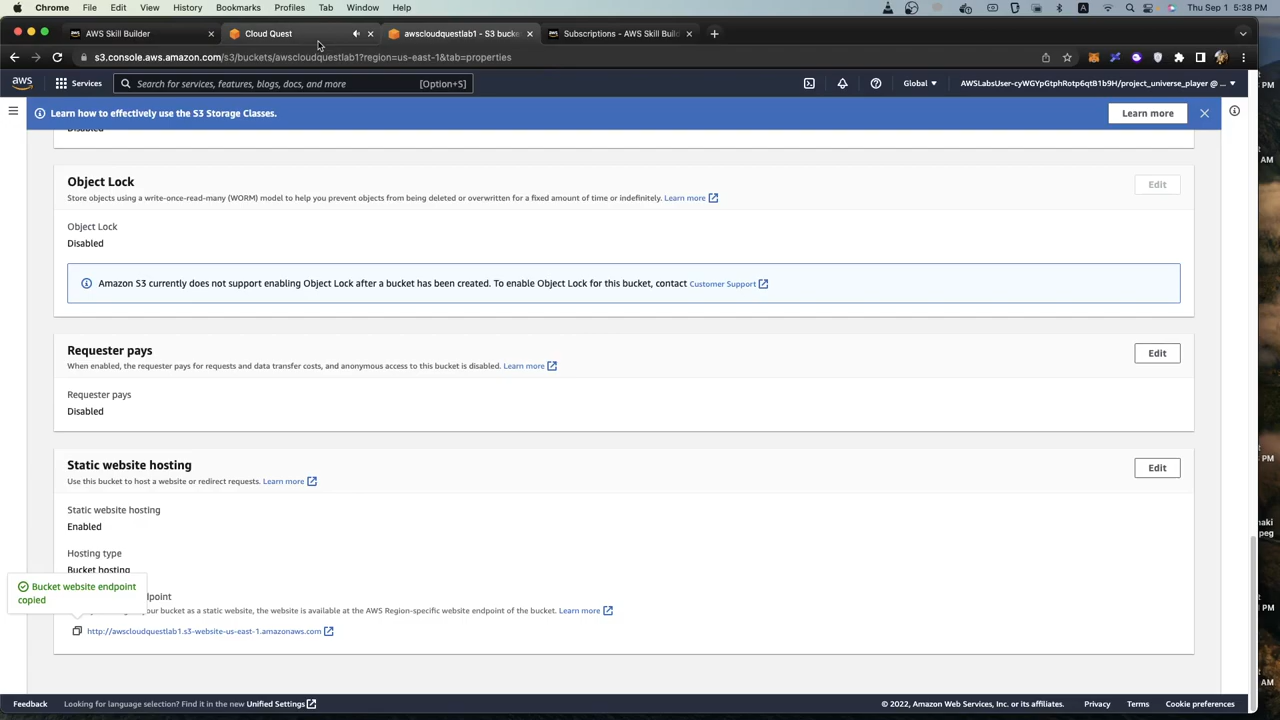 Chrome File Edit View History Bookmarks Profiles Tab Window Help Thu Sep 1 5:38 PM
AWS Skill Builder Cloud Quest awscloudquestlab1 - S3 bucke Subscriptions - AWS Skill Buil
s3.console.aws.amazon.com/s3/buckets/awscloudquestlab1?region=us-east-1&tab=properties
aws Services Search for services, features, blogs, docs, and more [Option+S] Global AWSLabsUser-cyWGYpGtphRotp6qtB1b9H/project_universe_player @ ...
Learn how to effectively use the S3 Storage Classes. Learn more
Disabled
Object Lock Edit
Store objects using a write-once-read-many (WORM) model to help you prevent objects from being deleted or overwritten for a fixed amount of time or indefinitely. Learn more
Object Lock
Disabled
Amazon S3 currently does not support enabling Object Lock after a bucket has been created. To enable Object Lock for this bucket, contact Customer Support
Requester pays Edit
When enabled, the requester pays for requests and data transfer costs, and anonymous access to this bucket is disabled. Learn more
Requester pays
Disabled
Static website hosting Edit
Use this bucket to host a website or redirect requests. Learn more
Static website hosting
Enabled
Hosting type
Bucket hosting
Bucket website endpoint
copied
our bucket as a static website, the website is available at the AWS Region-specific website endpoint of the bucket. Learn more
http://awscloudquestlab1.s3-website-us-east-1.amazonaws.com
Feedback Looking for language selection? Find it in the new Unified Settings © 2022, Amazon Web Services, Inc. or its affiliates. Privacy Terms Cookie preferences